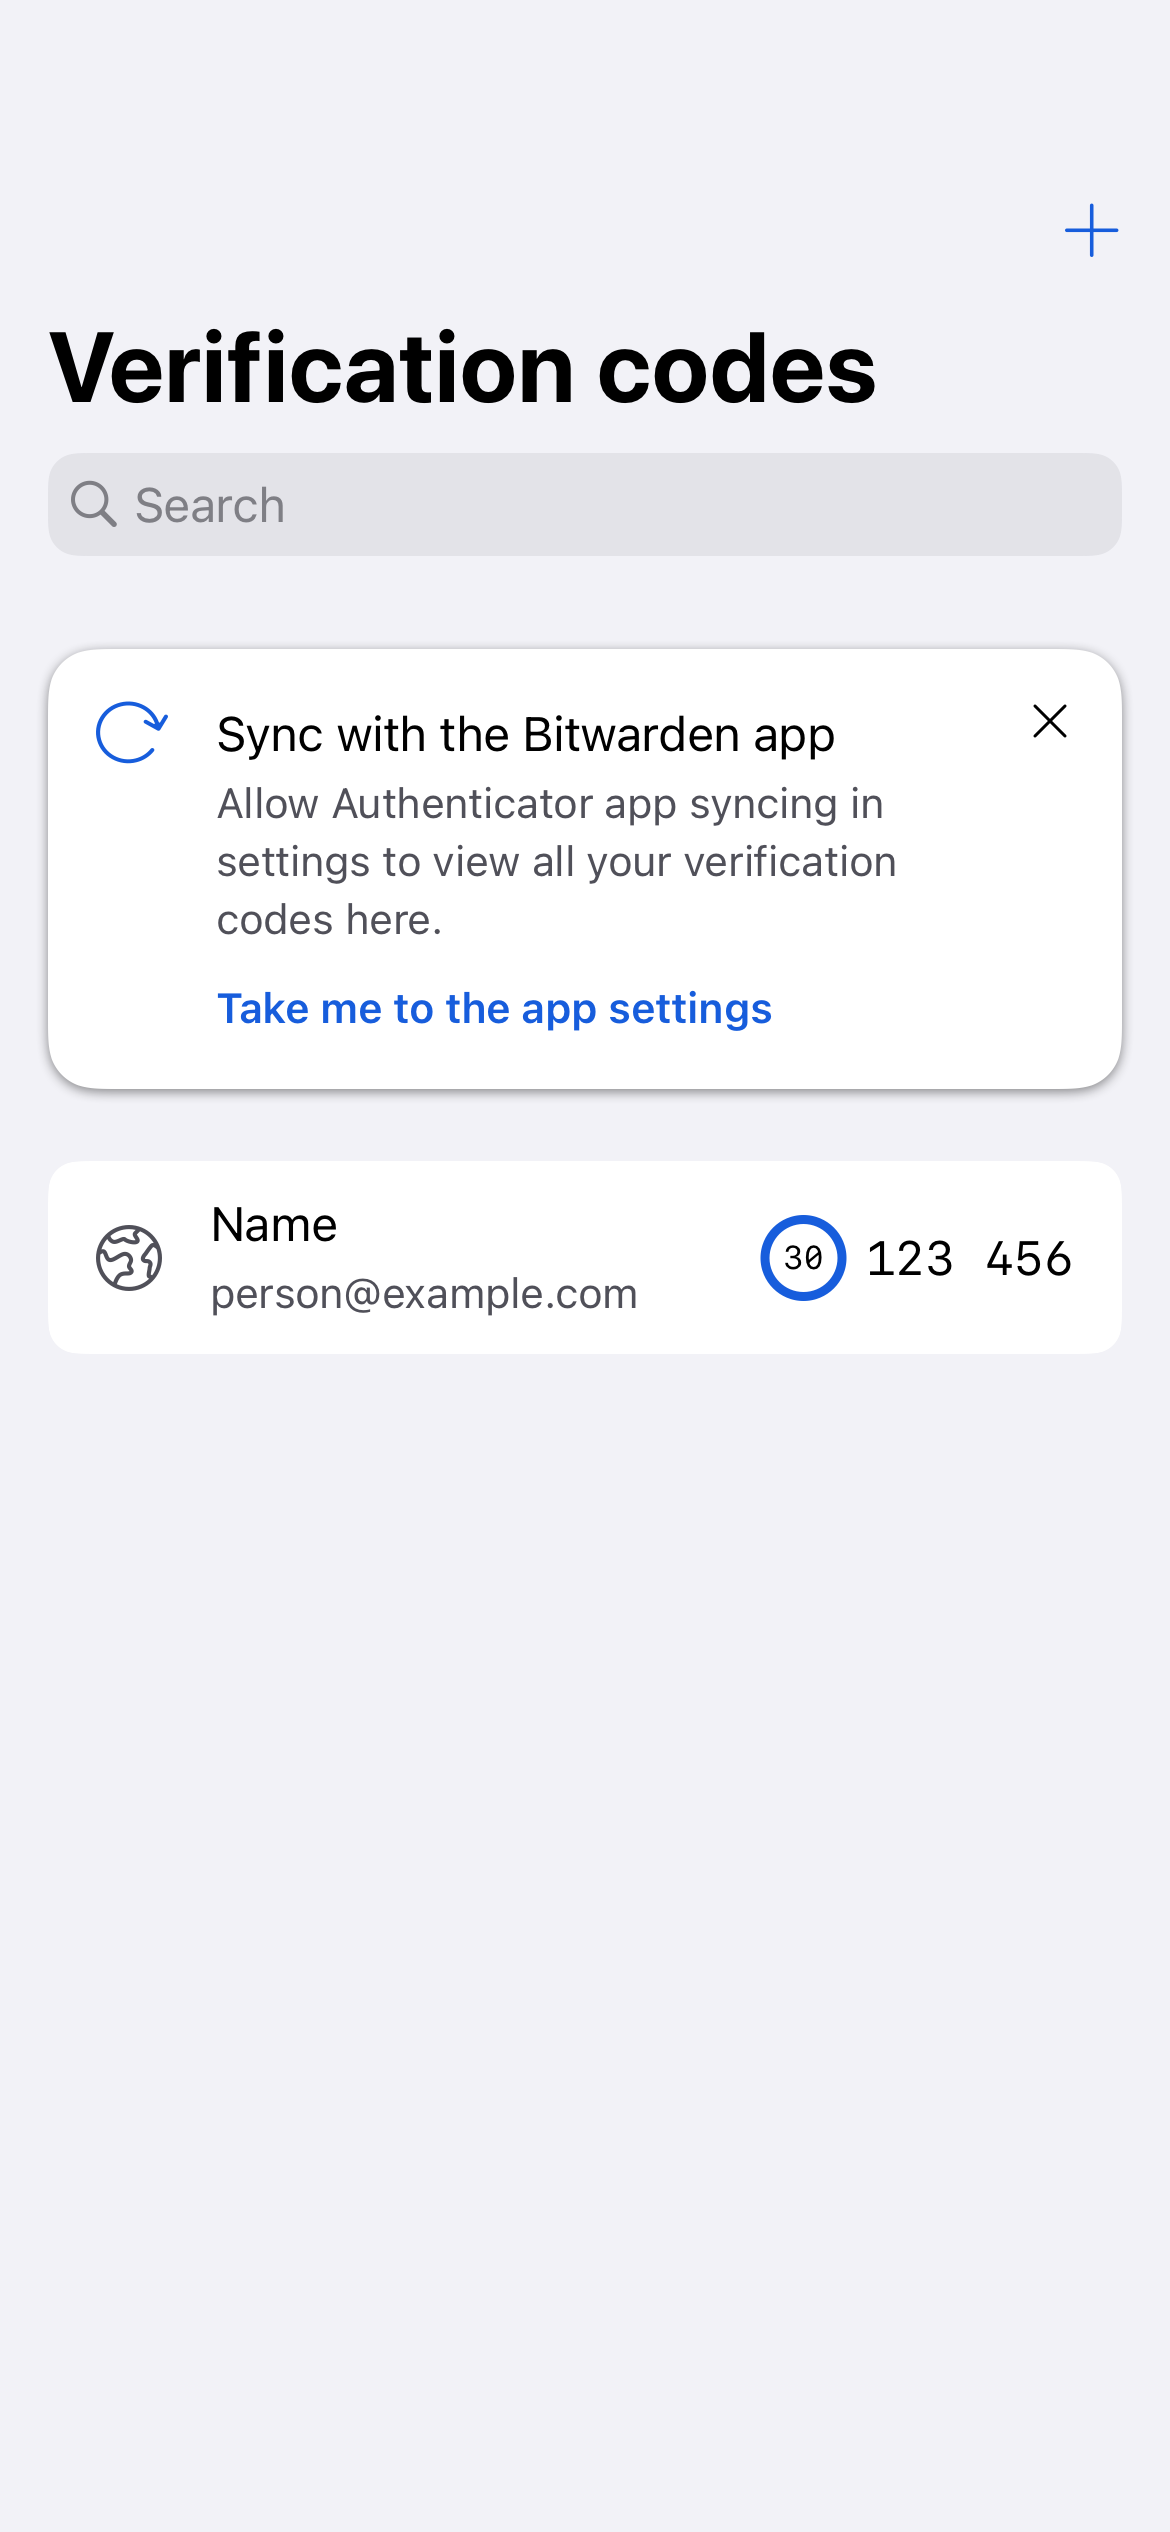 Verification codes
Search
Sync with the Bitwarden app
Allow Authenticator app syncing in
settings to view all your verification
codes here.
Take me to the app settings
Name
person@example.com
30
123 456